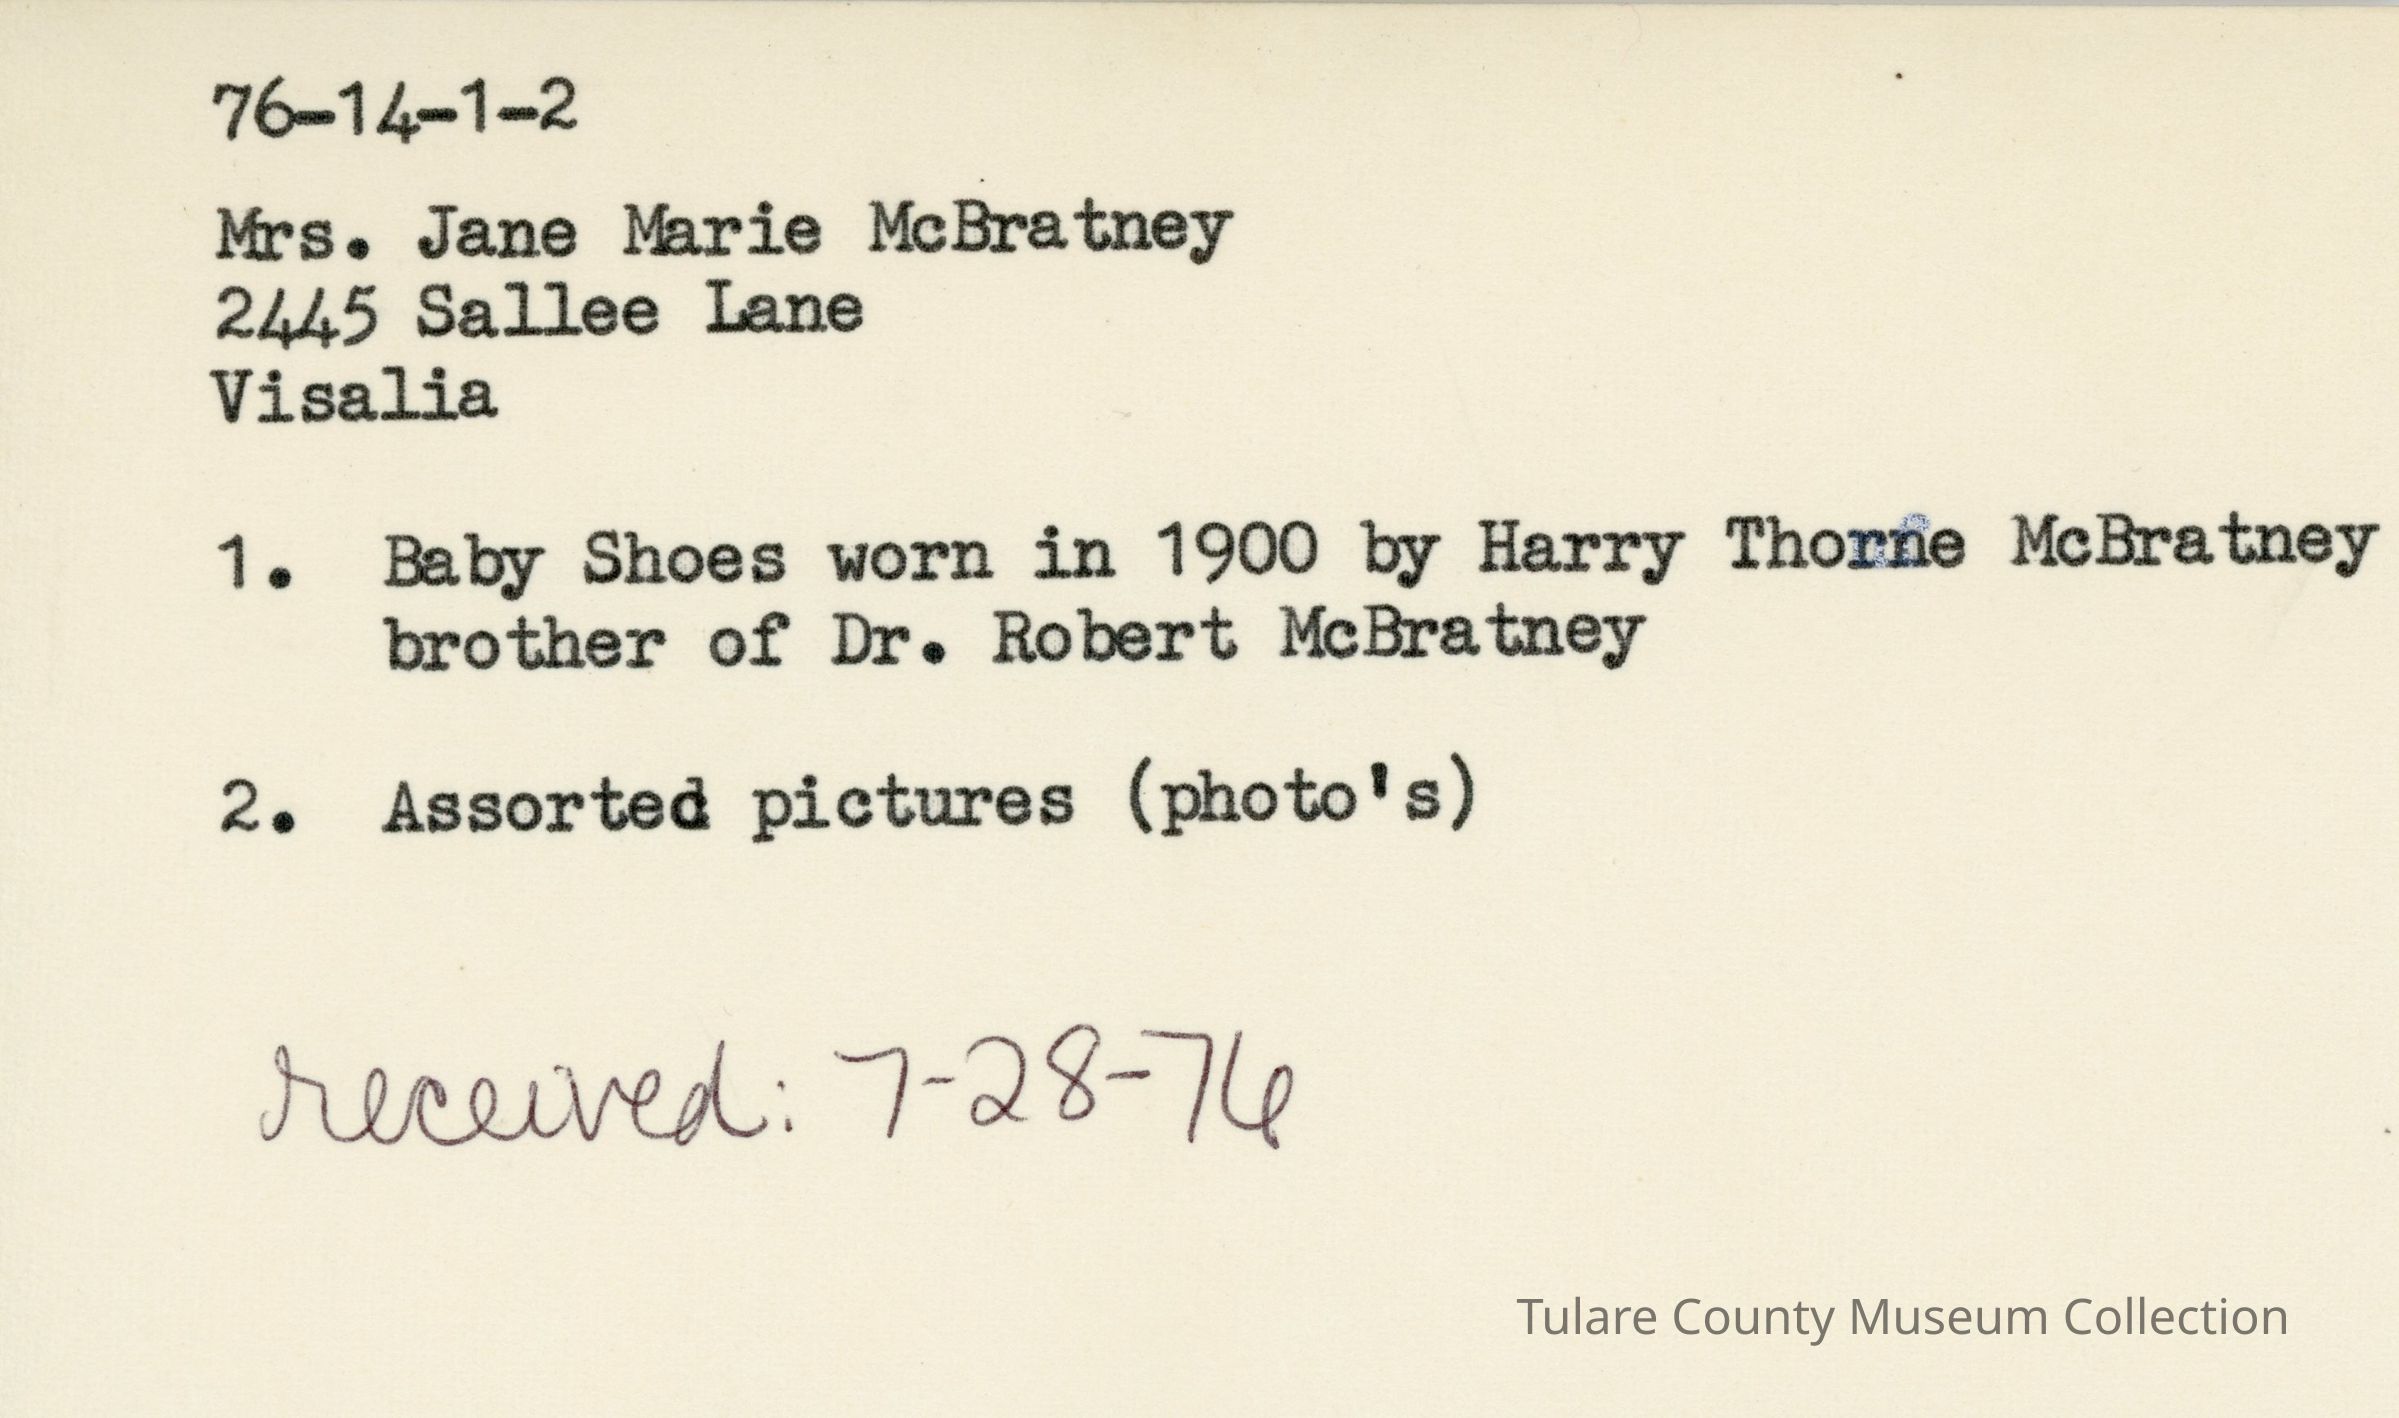 76-14-1-2
Mrs. Jane Marie McBratney
2445 Sallee Lane
Visalia
1. Baby Shoes worn in 1900 by Harry Thorne McBratney
brother of Dr. Robert McBratney
2. Assorted pictures (photo's)
received: 7-28-76
Tulare County Museum Collection